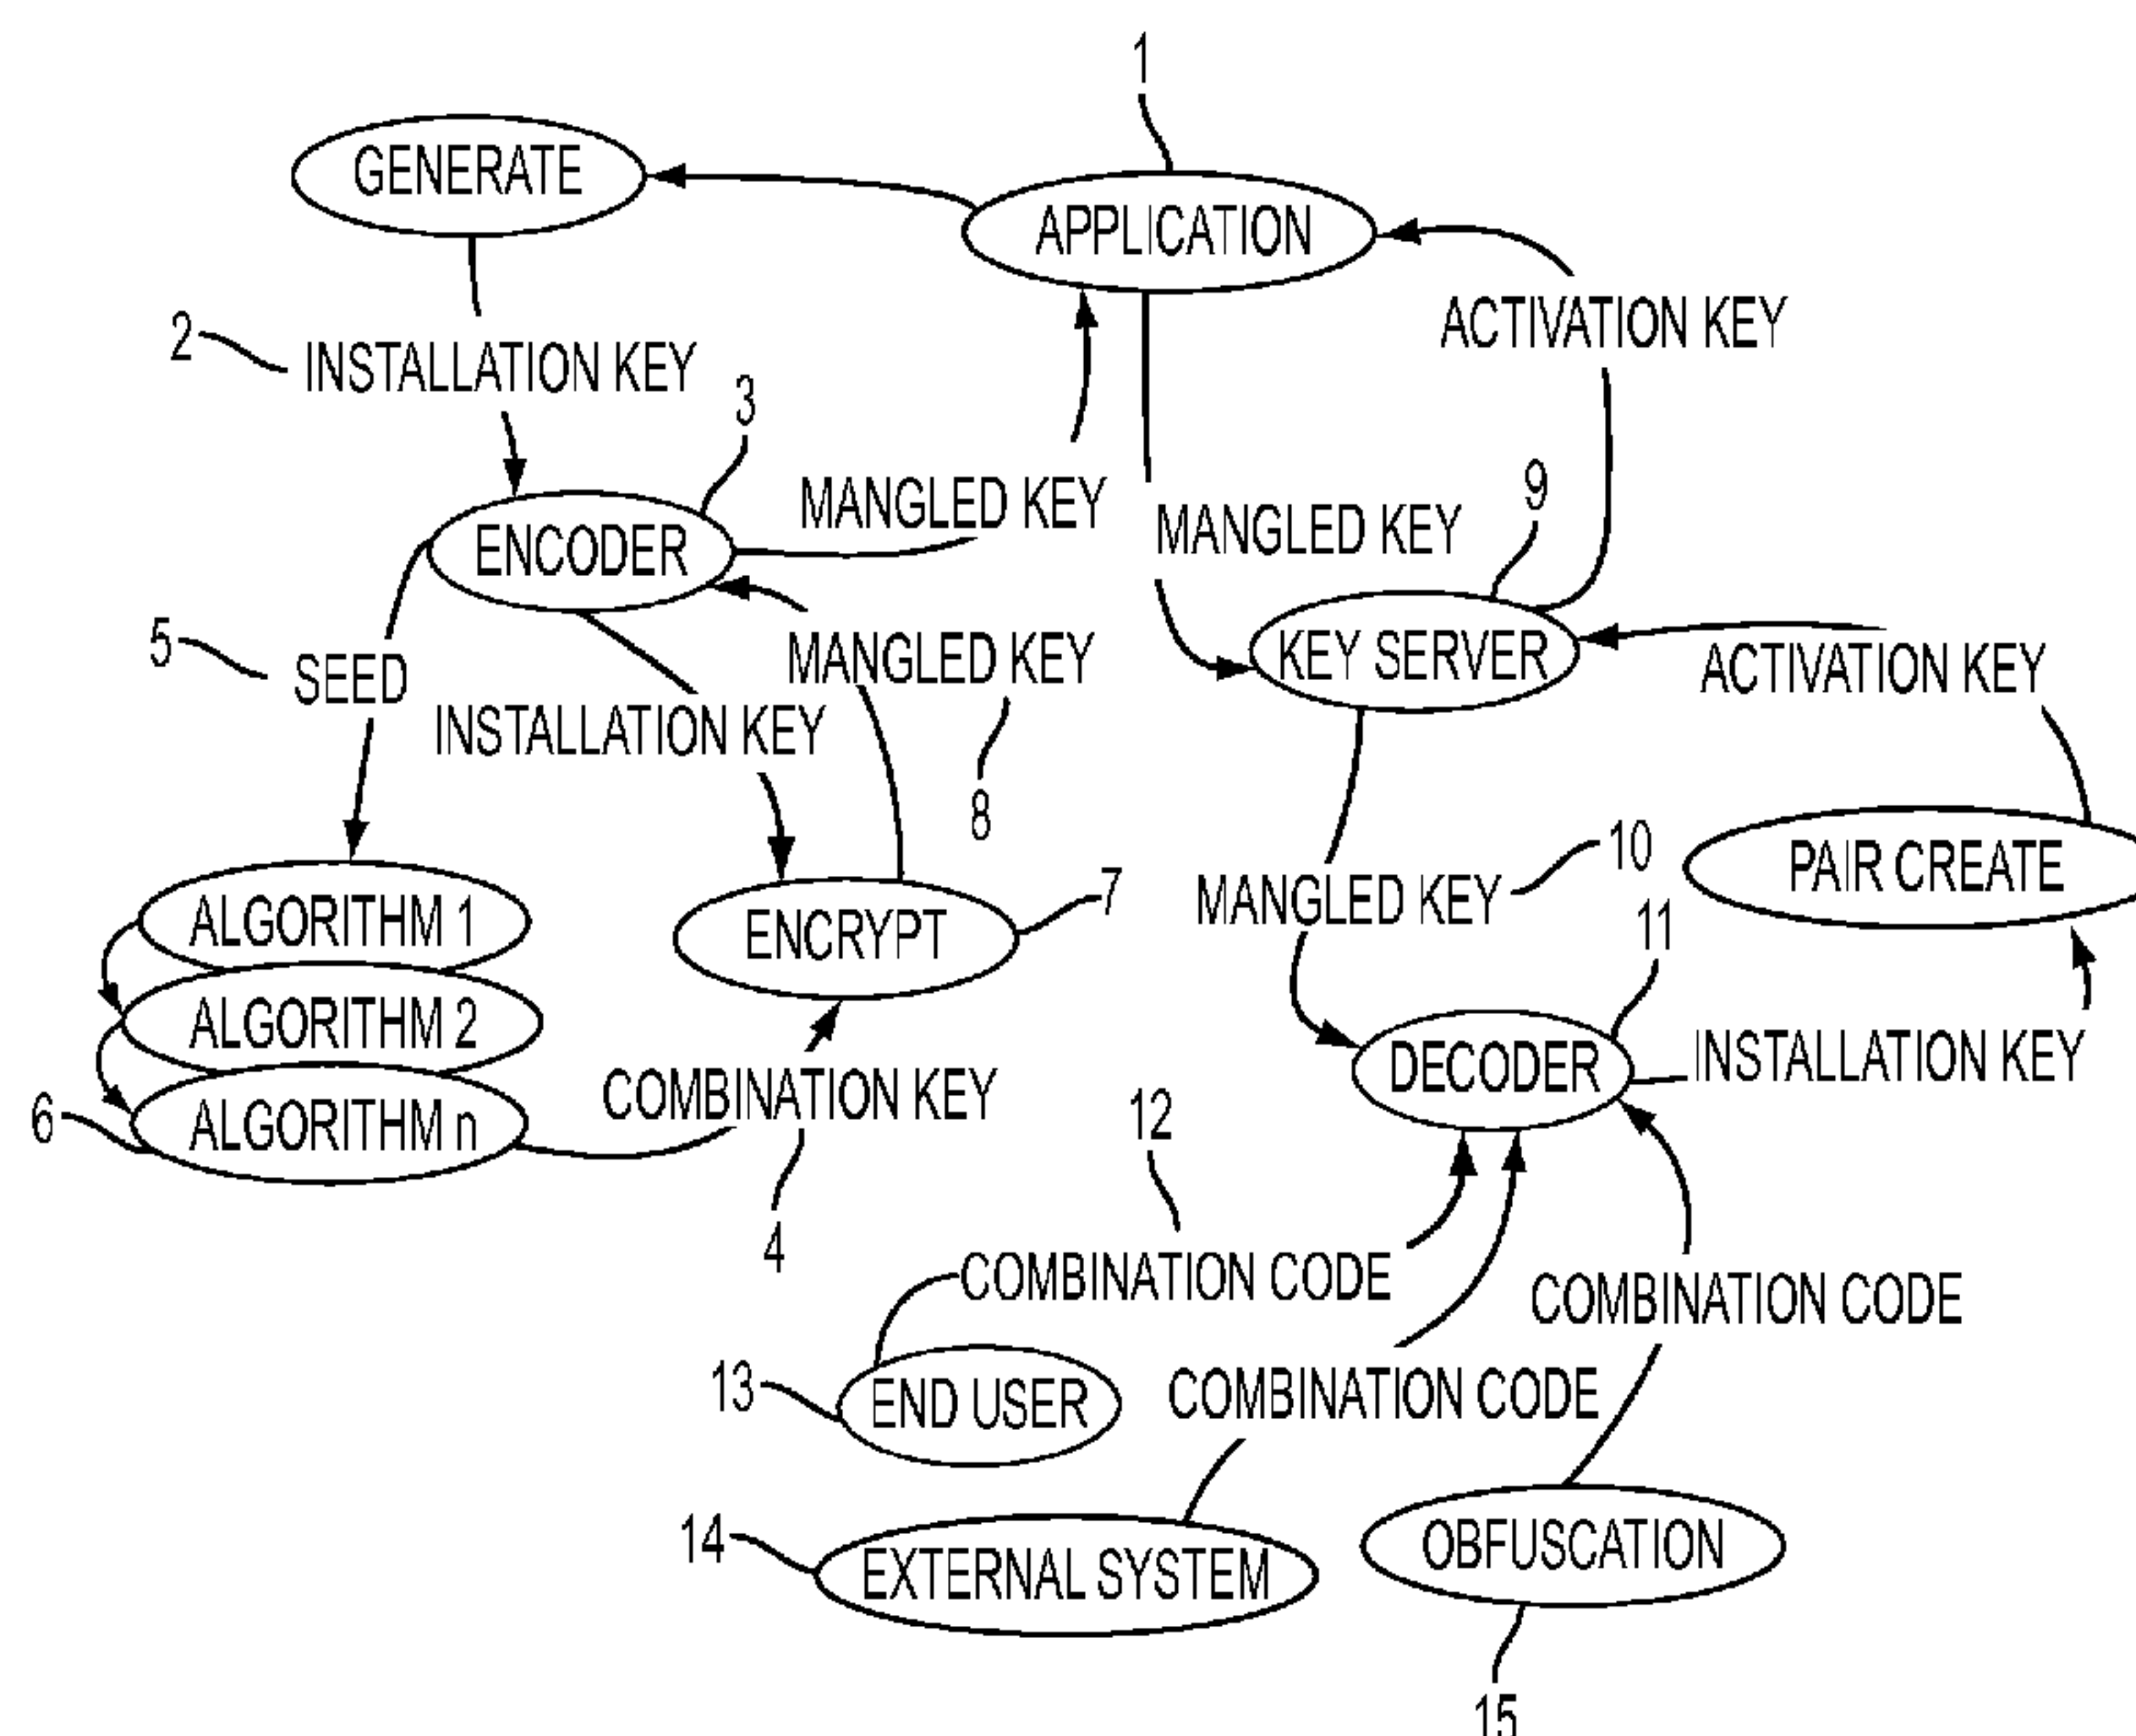 1
GENERATE
APPLICATION
2
INSTALLATION KEY
ACTIVATION KEY
3
MANGLED KEY
9
MANGLED KEY
ENCODER
5
SEED
MANGLED KEY
KEY SERVER
ACTIVATION KEY
INSTALLATION KEY
8
10
PAIR CREATE
ALGORITHM 1
ENCRYPT
7
MANGLED KEY
11
ALGORITHM 2
DECODER
INSTALLATION KEY
6
ALGORITHM n
COMBINATION KEY
12
4
COMBINATION CODE
COMBINATION CODE
13
END USER
COMBINATION CODE
14
EXTERNAL SYSTEM
OBFUSCATION
15